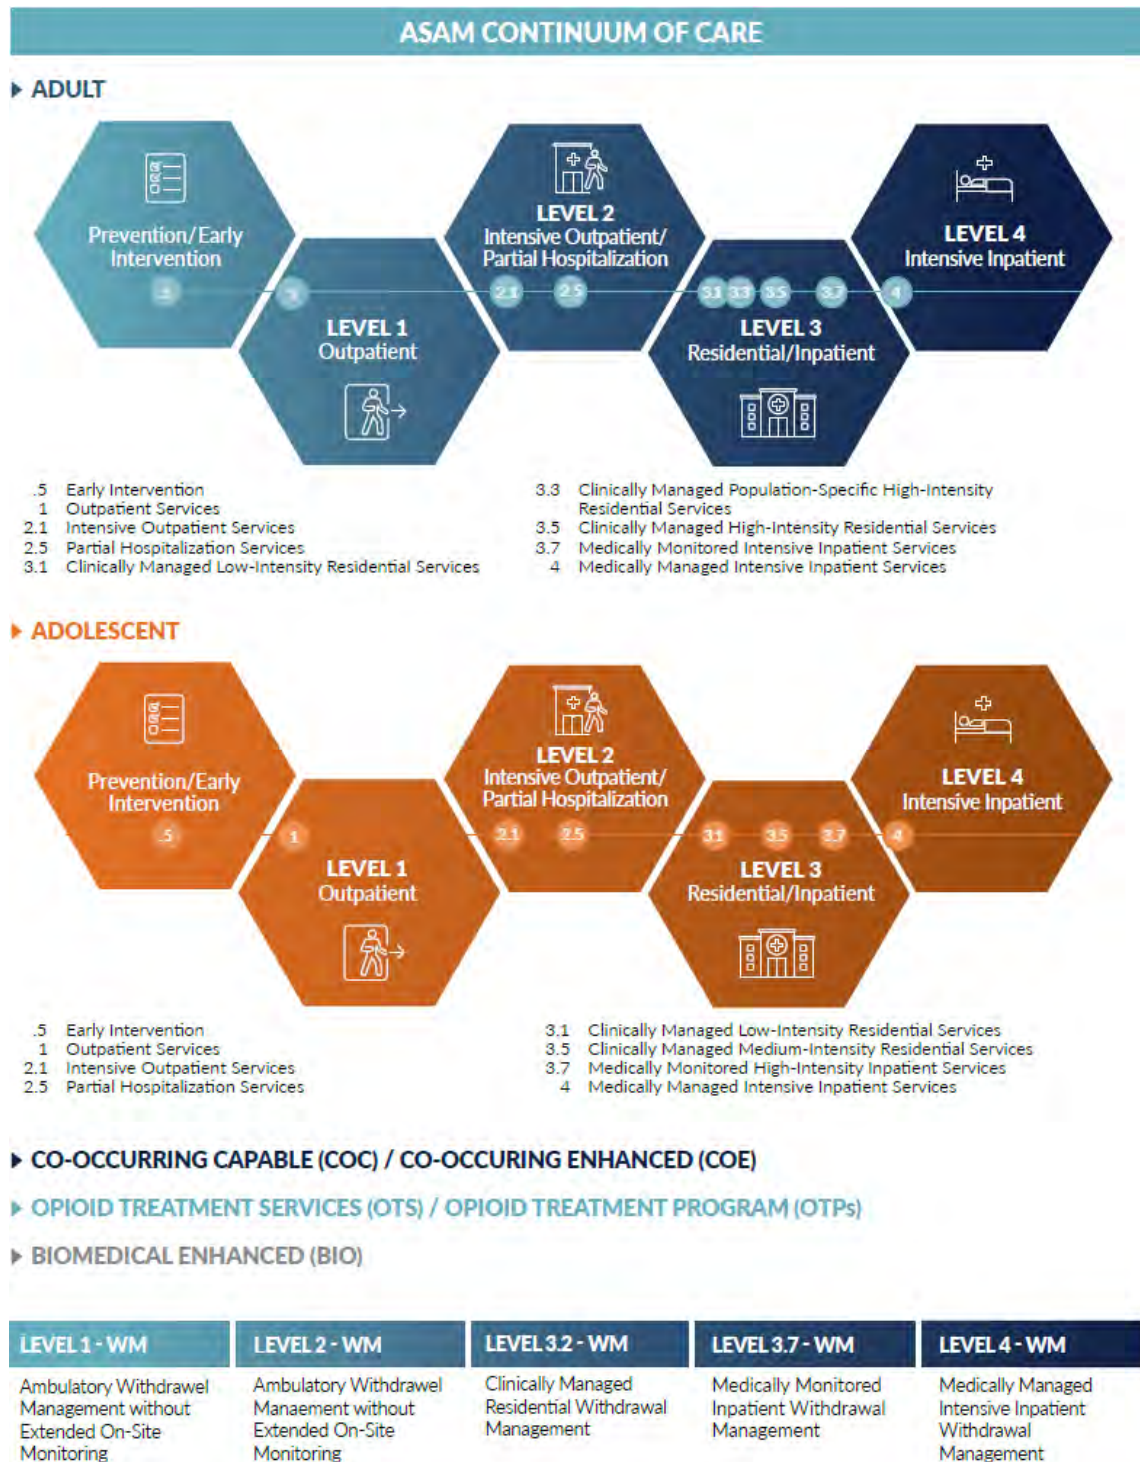 ASAM CONTINUUM OF CARE
ADULT
Prevention/Early
Intervention
.5
1
LEVEL 1
Outpatient
LEVEL 2
Intensive Outpatient/
Partial Hospitalization
2.1 2.5
3.1 3.3 3.5 3.7
LEVEL 3
Residential/Inpatient
LEVEL 4
Intensive Inpatient
4
.5 Early Intervention
1 Outpatient Services
2.1 Intensive Outpatient Services
2.5 Partial Hospitalization Services
3.1 Clinically Managed Low-Intensity Residential Services
3.3 Clinically Managed Population-Specific High-Intensity
Residential Services
3.5 Clinically Managed High-Intensity Residential Services
3.7 Medically Monitored Intensive Inpatient Services
4 Medically Managed Intensive Inpatient Services
ADOLESCENT
Prevention/Early
Intervention
.5
1
LEVEL 1
Outpatient
LEVEL 2
Intensive Outpatient/
Partial Hospitalization
2.1 2.5
3.1 3.5 3.7
LEVEL 3
Residential/Inpatient
LEVEL 4
Intensive Inpatient
4
.5 Early Intervention
1 Outpatient Services
2.1 Intensive Outpatient Services
2.5 Partial Hospitalization Services
3.1 Clinically Managed Low-Intensity Residential Services
3.5 Clinically Managed Medium-Intensity Residential Services
3.7 Medically Monitored High-Intensity Inpatient Services
4 Medically Managed Intensive Inpatient Services
CO-OCCURRING CAPABLE (COC) / CO-OCCURING ENHANCED (COE)
OPIOID TREATMENT SERVICES (OTS) / OPIOID TREATMENT PROGRAM (OTPs)
BIOMEDICAL ENHANCED (BIO)
LEVEL 1 - WM
Ambulatory Withdrawel
Management without
Extended On-Site
Monitoring
LEVEL 2 - WM
Ambulatory Withdrawel
Manaement without
Extended On-Site
Monitoring
LEVEL 3.2 - WM
Clinically Managed
Residential Withdrawal
Management
LEVEL 3.7 - WM
Medically Monitored
Inpatient Withdrawal
Management
LEVEL 4 - WM
Medically Managed
Intensive Inpatient
Withdrawal
Management